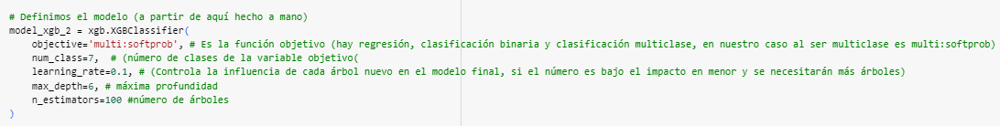 # Definimos el modelo (a partir de aquí hecho a mano)
model_xgb_2 = xgb.XGBClassifier(
    objective='multi:softprob', # Es la función objetivo (hay regresión, clasificación binaria y clasificación multiclase, en nuestro caso al ser multiclase es multi:softprob)
    num_class=7,  # (número de clases de la variable objetivo(
    learning_rate=0.1, # (Controla la influencia de cada árbol nuevo en el modelo final, si el número es bajo el impacto en menor y se necesitarán más árboles)
    max_depth=6, # máxima profundidad
    n_estimators=100 #número de árboles
)